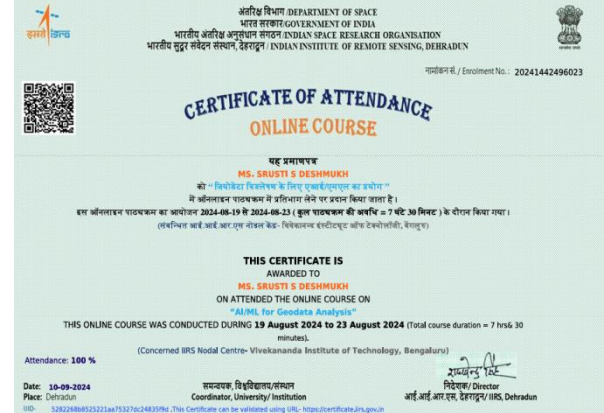 अंतरिक्ष विभाग /DEPARTMENT OF SPACE
भारत सरकार/GOVERNMENT OF INDIA
भारतीय अंतरिक्ष अनुसंधान संगठन /INDIAN SPACE RESEARCH ORGANISATION
भारतीय सुदूर संवेदन संस्थान, देहरादून / INDIAN INSTITUTE OF REMOTE SENSING, DEHRADUN
इसरो isro
नामांकन सं. / Enrolment No. : 20241442496023
CERTIFICATE OF ATTENDANCE
ONLINE COURSE
यह प्रमाणपत्र
MS. SRUSTI S DESHMUKH
को “ जियोडेटा विश्लेषण के लिए एआई/एमएल का प्रयोग ”
में ऑनलाइन पाठ्यक्रम में प्रतिभाग लेने पर प्रदान किया जाता है।
इस ऑनलाइन पाठ्यक्रम का आयोजन 2024-08-19 से 2024-08-23 ( कुल पाठ्यक्रम की अवधि = 7 घंटे 30 मिनट ) के दौरान किया गया।
(संबन्धित आई.आई.आर.एस नोडल केंद्र- विवेकानन्द इंस्टीट्यूट ऑफ टेक्नोलॉजी, बेंगलुरु)
THIS CERTIFICATE IS
AWARDED TO
MS. SRUSTI S DESHMUKH
ON ATTENDED THE ONLINE COURSE ON
“AI/ML for Geodata Analysis”
THIS ONLINE COURSE WAS CONDUCTED DURING 19 August 2024 to 23 August 2024 (Total course duration = 7 hrs& 30
minutes).
(Concerned IIRS Nodal Centre- Vivekananda Institute of Technology, Bengaluru)
Attendance: 100 %
Date: 10-09-2024
Place: Dehradun
समन्वयक, विश्वविद्यालय/संस्थान
Coordinator, University/ Institution
निदेशक/ Director
आई.आई.आर.एस, देहरादून/ IIRS, Dehradun
UID- 5282268b8525221aa75327dc24835f9d .This Certificate can be validated using URL- https://certificate.iirs.gov.in